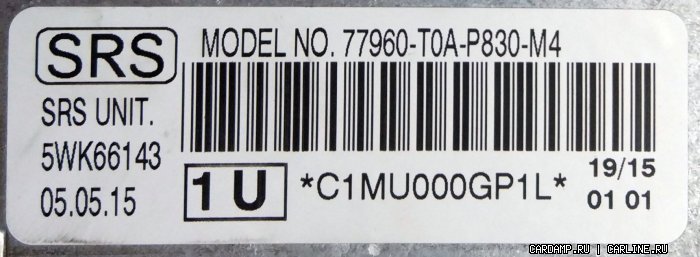 SRS
MODEL NO. 77960-T0A-P830-M4
SRS UNIT.
5WK66143
05.05.15
1 U
*C1MU000GP1L*
19/15
01 01
CARDAMP.RU | CARLINE.RU